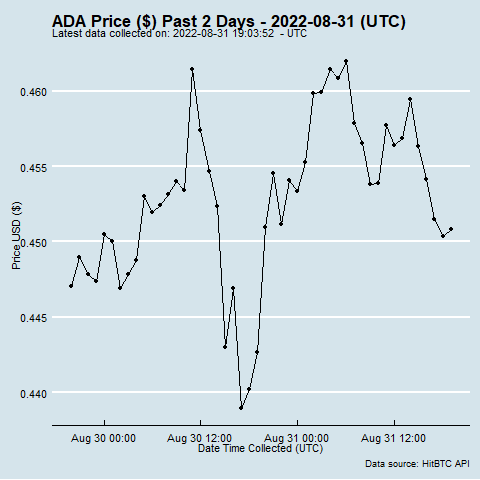 ADA Price ($) Past 2 Days - 2022-08-31 (UTC)
Latest data collected on: 2022-08-31 19:03:52  - UTC
0.460
0.455
0.450
0.445
0.440
Price USD ($)
Aug 30 00:00 Aug 30 12:00 Aug 31 00:00 Aug 31 12:00
Date Time Collected (UTC)
Data source: HitBTC API